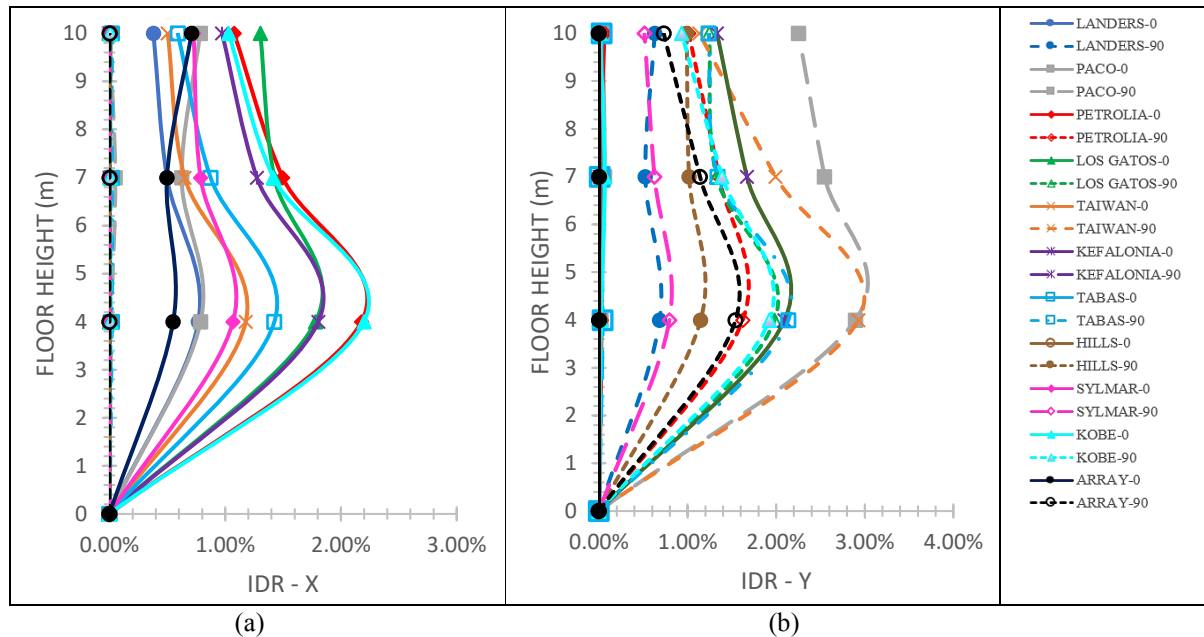 FLOOR HEIGHT (m)
10
9
8
7
6
5
4
3
2
1
0
0.00% 1.00% 2.00% 3.00%
IDR - X
(a)
FLOOR HEIGHT (m)
10
9
8
7
6
5
4
3
2
1
0
0.00% 1.00% 2.00% 3.00% 4.00%
IDR - Y
(b)
LANDERS-0
LANDERS-90
PACO-0
PACO-90
PETROLIA-0
PETROLIA-90
LOS GATOS-0
LOS GATOS-90
TAIWAN-0
TAIWAN-90
KEFALONIA-0
KEFALONIA-90
TABAS-0
TABAS-90
HILLS-0
HILLS-90
SYLMAR-0
SYLMAR-90
KOBE-0
KOBE-90
ARRAY-0
ARRAY-90